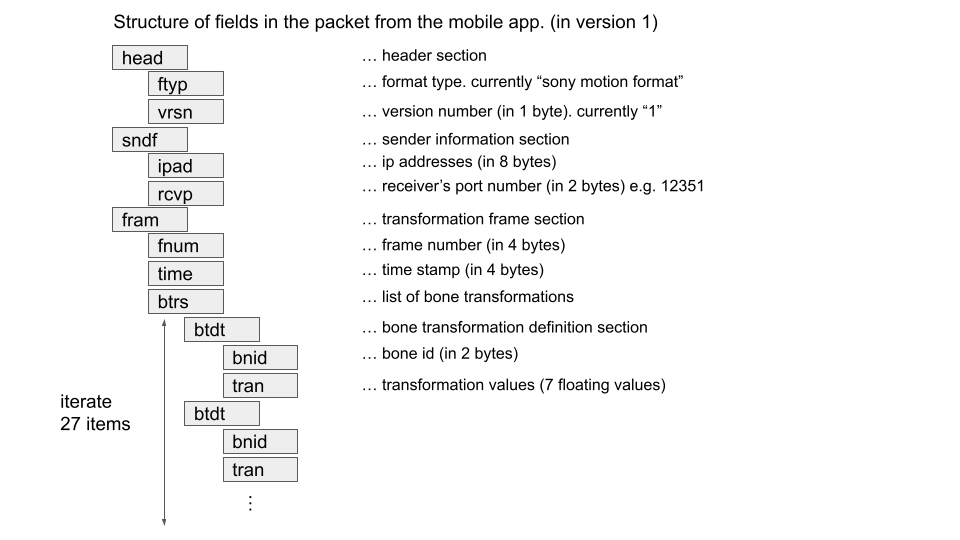 Structure of fields in the packet from the mobile app. (in version 1)
head … header section
ftyp … format type. currently “sony motion format”
vrsn … version number (in 1 byte). currently “1”
sndf … sender information section
ipad … ip addresses (in 8 bytes)
rcvp … receiver’s port number (in 2 bytes) e.g. 12351
fram … transformation frame section
fnum … frame number (in 4 bytes)
time … time stamp (in 4 bytes)
btrs … list of bone transformations
btdt … bone transformation definition section
bnid … bone id (in 2 bytes)
tran … transformation values (7 floating values)
iterate
27 items
btdt
bnid
tran
⋮